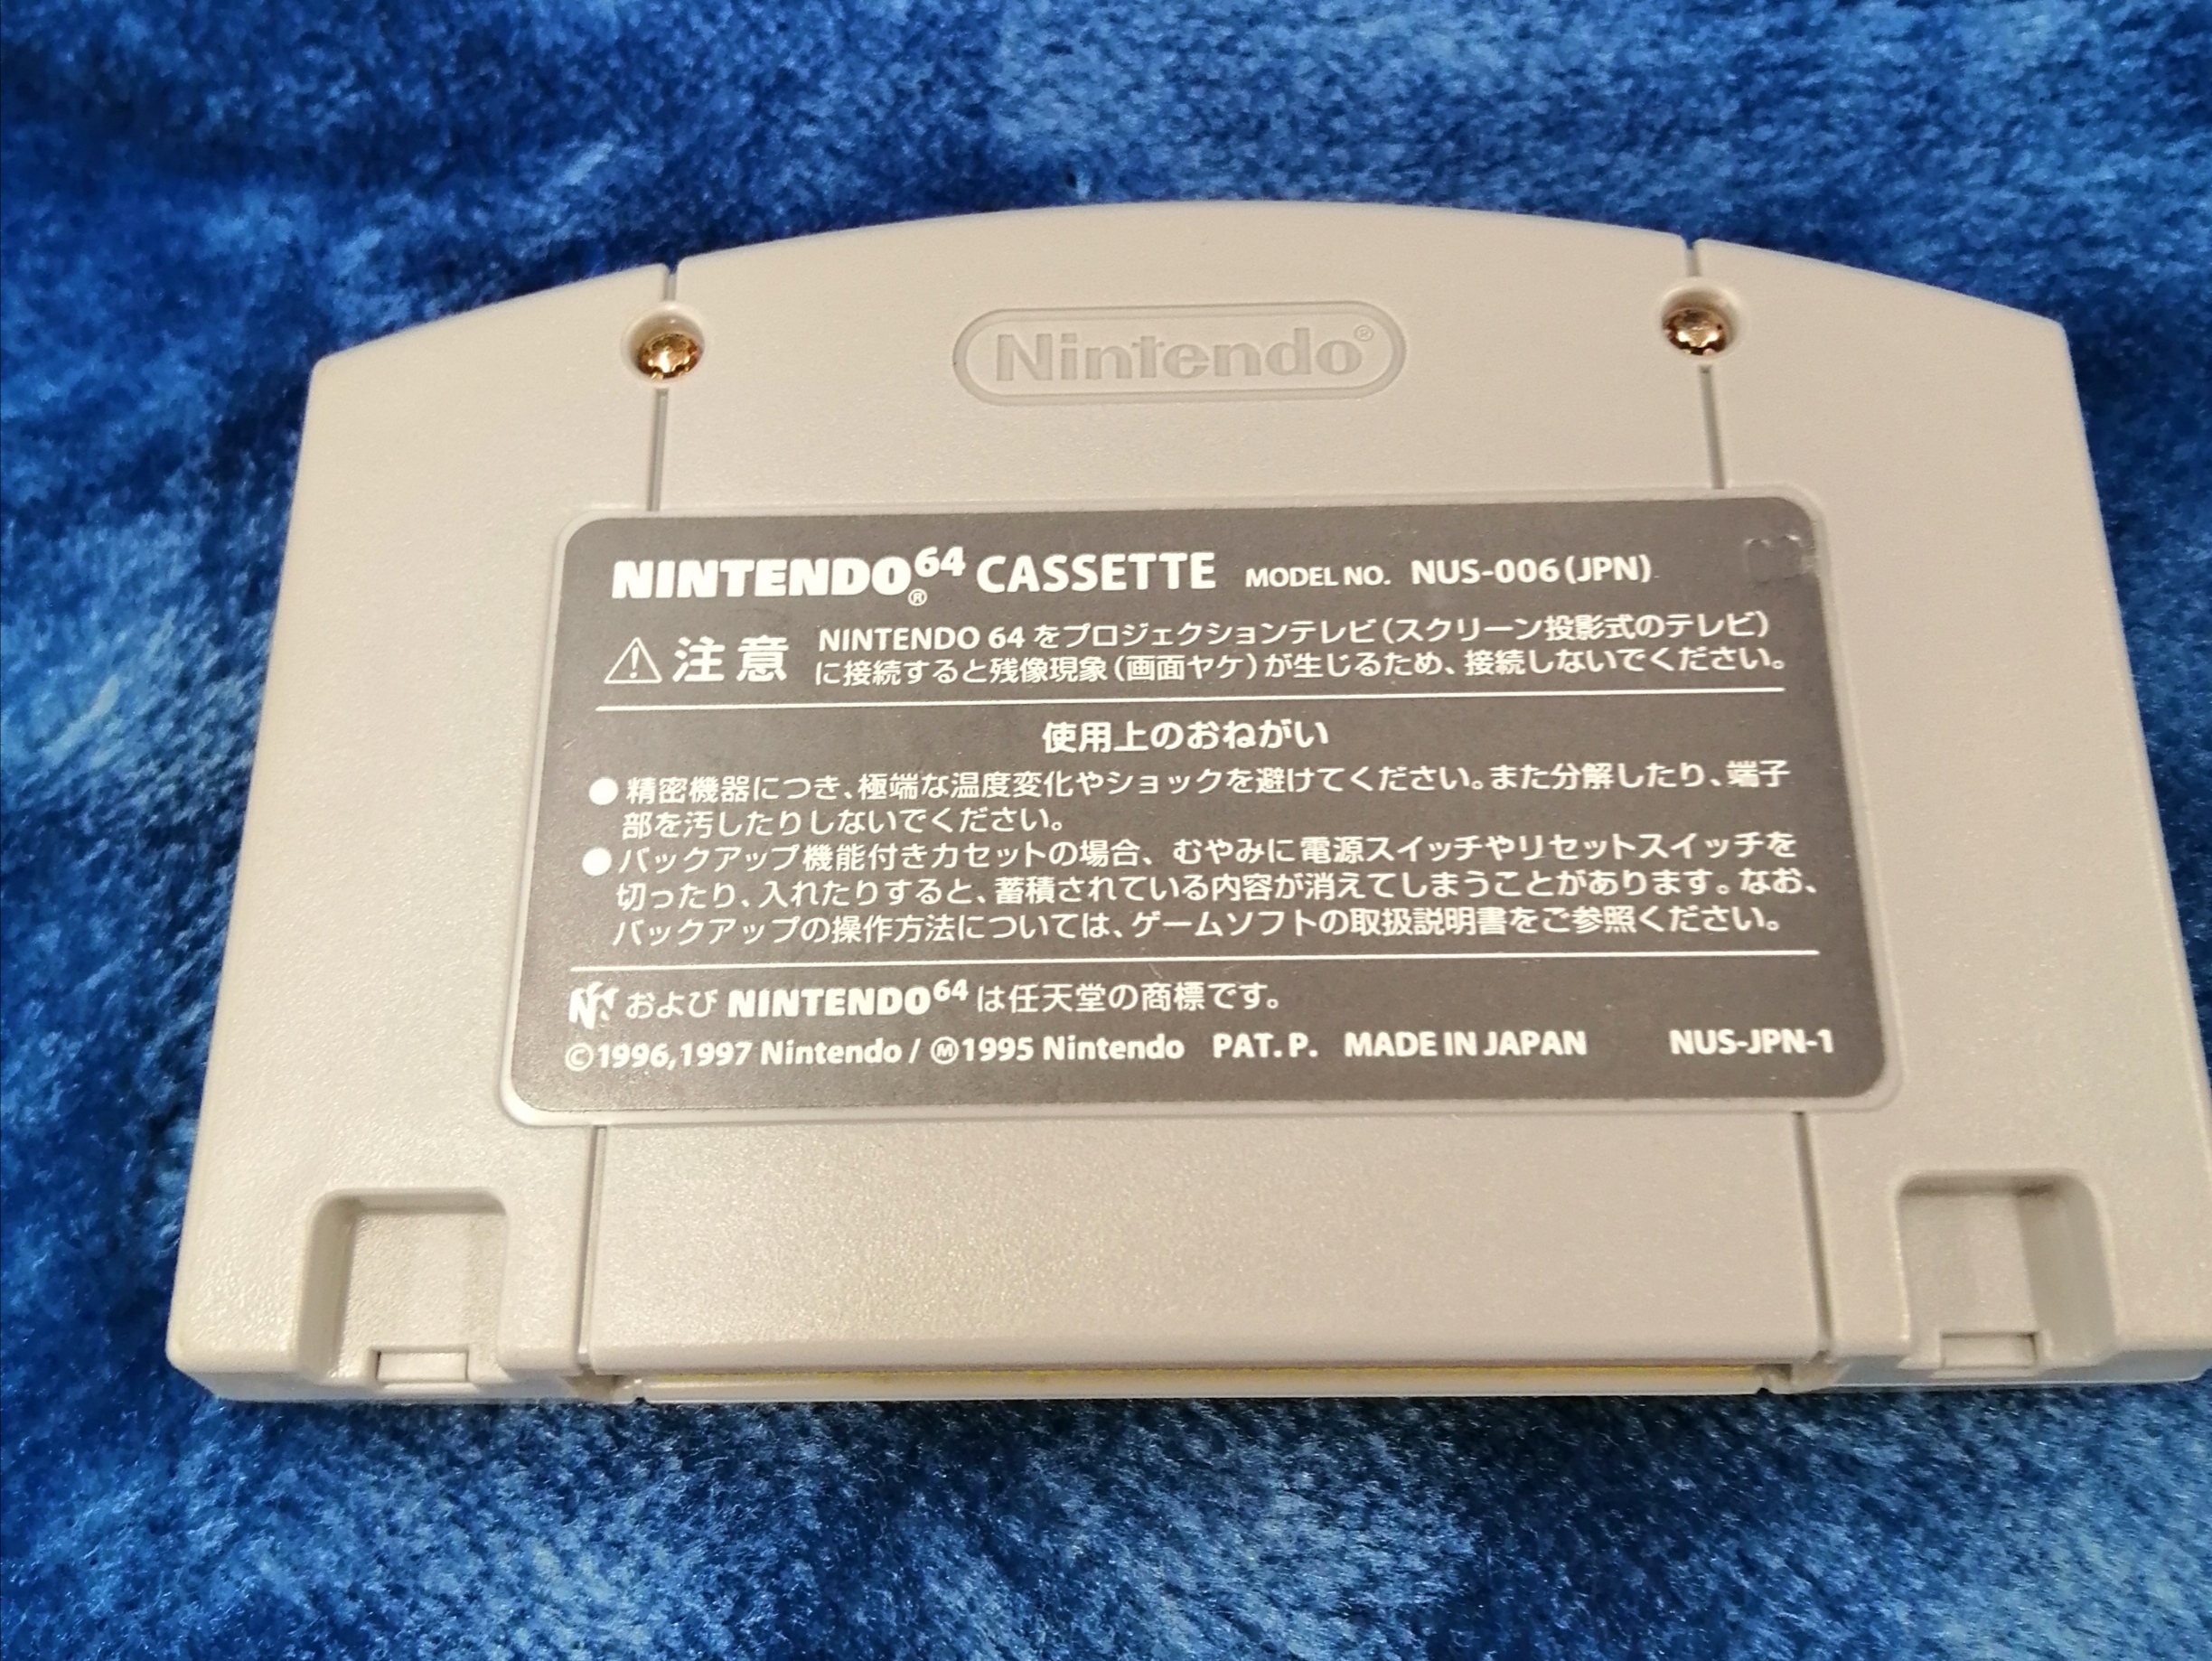 Nintendo®
NINTENDO64® CASSETTE MODEL NO. NUS-006(JPN)
⚠注意 NINTENDO 64 をプロジェクションテレビ(スクリーン投影式のテレビ)
に接続すると残像現象(画面ヤケ)が生じるため、接続しないでください。
使用上のおねがい
●精密機器につき、極端な温度変化やショックを避けてください。また分解したり、端子
部を汚したりしないでください。
●バックアップ機能付きカセットの場合、むやみに電源スイッチやリセットスイッチを
切ったり、入れたりすると、蓄積されている内容が消えてしまうことがあります。なお、
バックアップの操作方法については、ゲームソフトの取扱説明書をご参照ください。
N および NINTENDO64 は任天堂の商標です。
©1996,1997 Nintendo / Ⓜ1995 Nintendo PAT. P. MADE IN JAPAN NUS-JPN-1